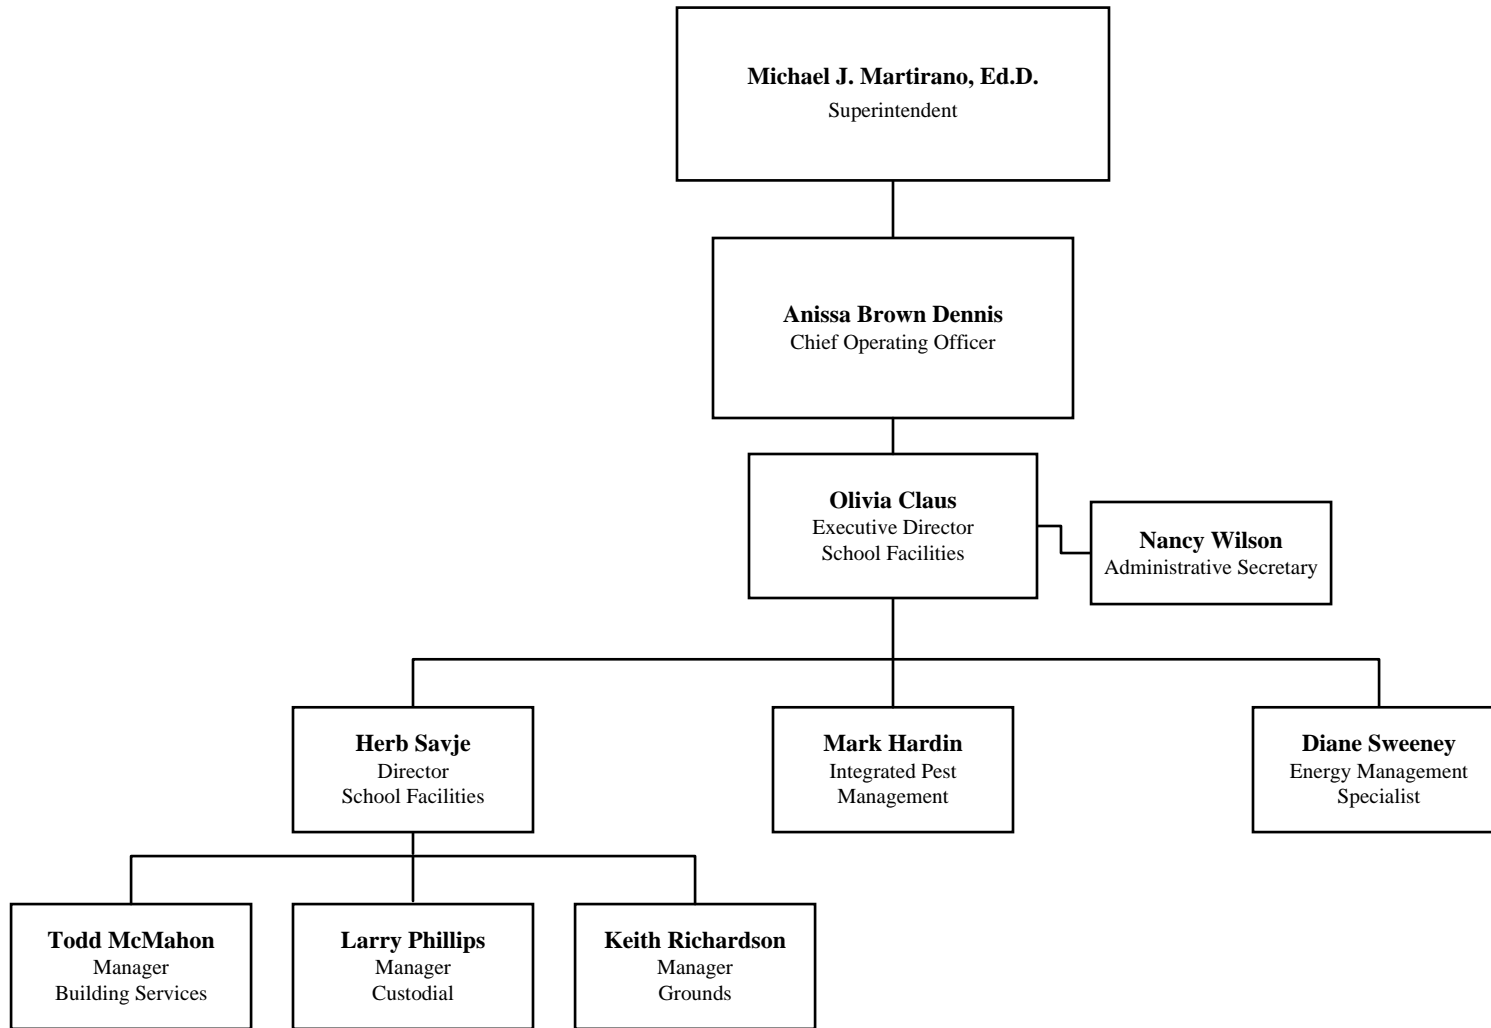 Michael J. Martirano, Ed.D.
Superintendent
Anissa Brown Dennis
Chief Operating Officer
Olivia Claus
Executive Director
School Facilities
Nancy Wilson
Administrative Secretary
Herb Savje
Director
School Facilities
Mark Hardin
Integrated Pest
Management
Diane Sweeney
Energy Management
Specialist
Todd McMahon
Manager
Building Services
Larry Phillips
Manager
Custodial
Keith Richardson
Manager
Grounds